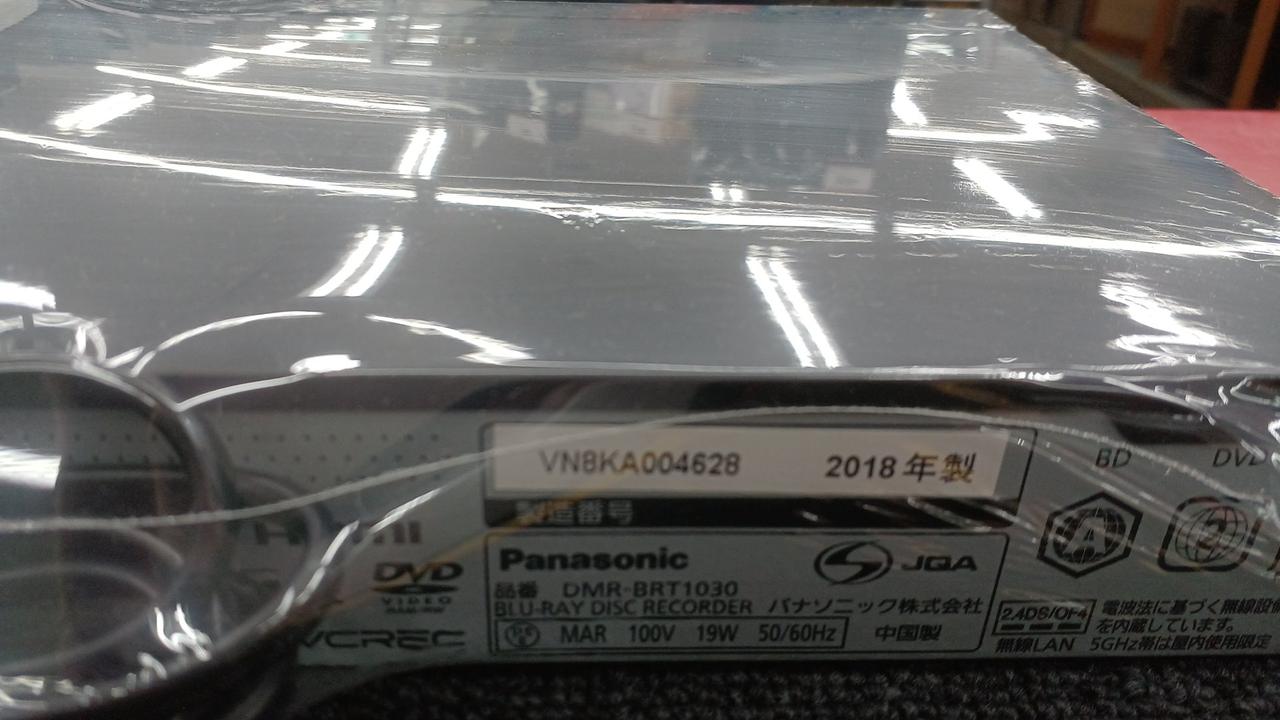 VN8KA004628 2018年製
製造番号
BD DVD
HDMI
DVD
VIDEO
Panasonic
JQA
品番 DMR-BRT1030
BLU-RAY DISC RECORDER パナソニック株式会社
MAR 100V 19W 50/60Hz 中国製
VCREC
A
2
2.4DS/OF4
電波法に基づく無線設備
を内蔵しています。
無線LAN 5GHz帯は屋内使用限定